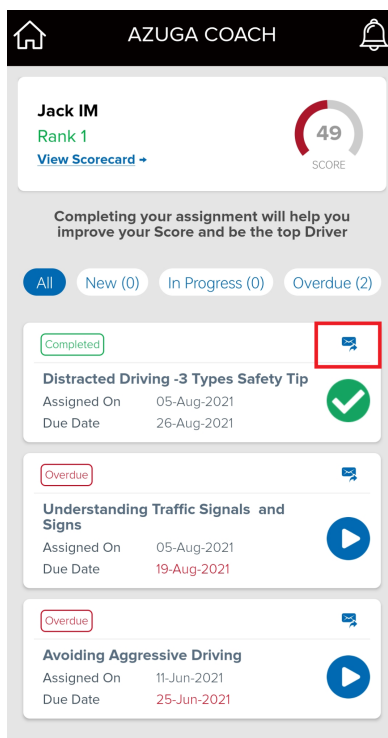 AZUGA COACH
Jack IM
Rank 1
View Scorecard →
49
SCORE
Completing your assignment will help you
improve your Score and be the top Driver
All New (0) In Progress (0) Overdue (2)
Completed
Distracted Driving -3 Types Safety Tip
Assigned On 05-Aug-2021
Due Date 26-Aug-2021
Overdue
Understanding Traffic Signals and
Signs
Assigned On 05-Aug-2021
Due Date 19-Aug-2021
Overdue
Avoiding Aggressive Driving
Assigned On 11-Jun-2021
Due Date 25-Jun-2021